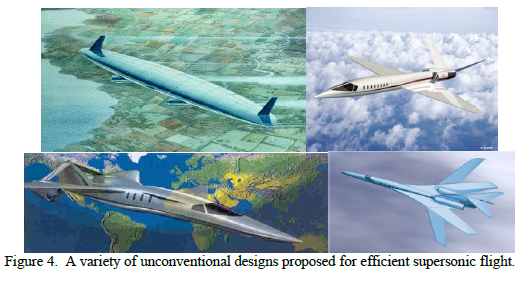 Figure 4.  A variety of unconventional designs proposed for efficient supersonic flight.